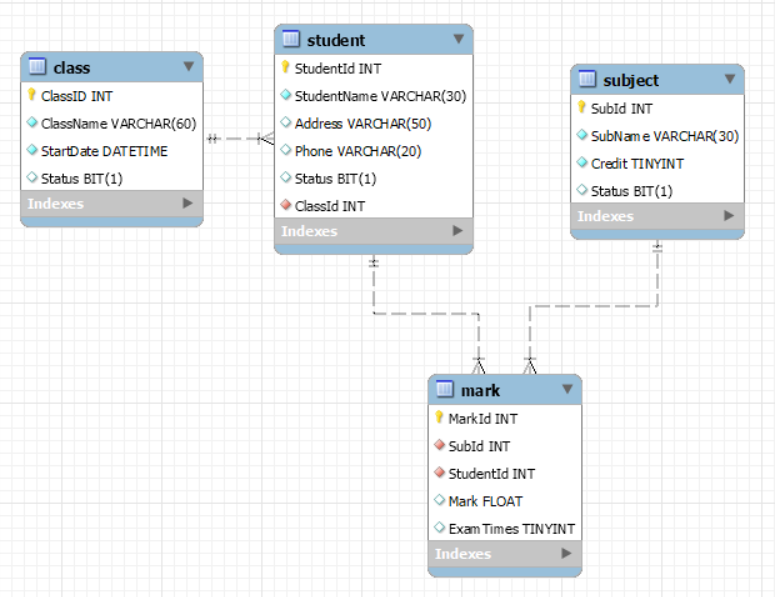 class
ClassID INT
ClassName VARCHAR(60)
StartDate DATETIME
Status BIT(1)
Indexes
student
StudentId INT
StudentName VARCHAR(30)
Address VARCHAR(50)
Phone VARCHAR(20)
Status BIT(1)
ClassId INT
Indexes
subject
SubId INT
SubName VARCHAR(30)
Credit TINYINT
Status BIT(1)
Indexes
mark
MarkId INT
SubId INT
StudentId INT
Mark FLOAT
ExamTimes TINYINT
Indexes